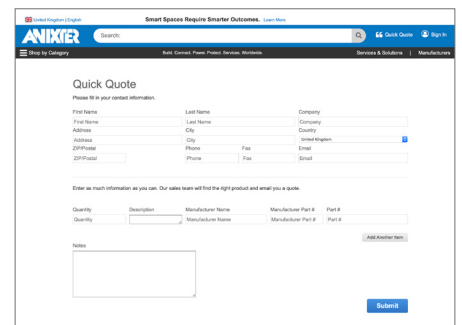 United Kingdom | English Smart Spaces Require Smarter Outcomes. Learn More
ANIXTER Search: Quick Quote Sign In
Shop by Category Build. Connect. Power. Protect. Services. Worldwide. Services & Solutions | Manufacturers
Quick Quote
Please fill in your contact information.
First Name Last Name Company
First Name Last Name Company
Address City Country
Address City United Kingdom
ZIP/Postal Phone Fax Email
ZIP/Postal Phone Fax Email
Enter as much information as you can. Our sales team will find the right product and email you a quote.
Quantity Description Manufacturer Name Manufacturer Part # Part #
Quantity Manufacturer Name Manufacturer Part # Part #
Add Another Item
Notes
Submit